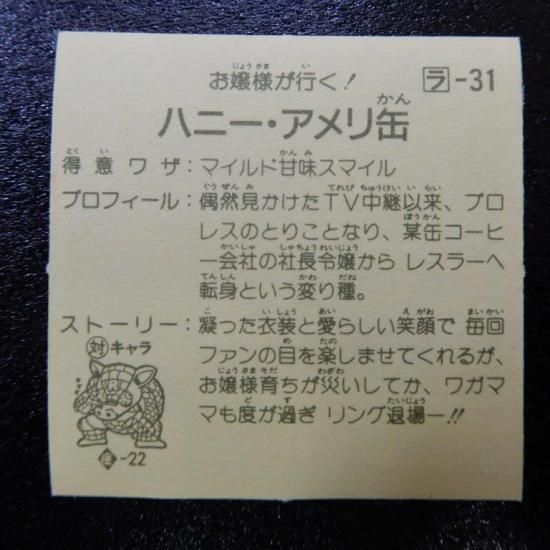 お嬢様が行く! ラ-31
ハニー・アメリ缶
得意ワザ:マイルド甘味スマイル
プロフィール:偶然見かけたTV中継以来、プロ
レスのとりことなり、某缶コーヒ
ー会社の社長令嬢から レスラーへ
転身という変り種。
ストーリー:凝った衣装と愛らしい笑顔で 毎回
ファンの目を楽しませてくれるが、
お嬢様育ちが災いしてか、ワガマ
マも度が過ぎ リング退場ー!!
対キャラ
-22